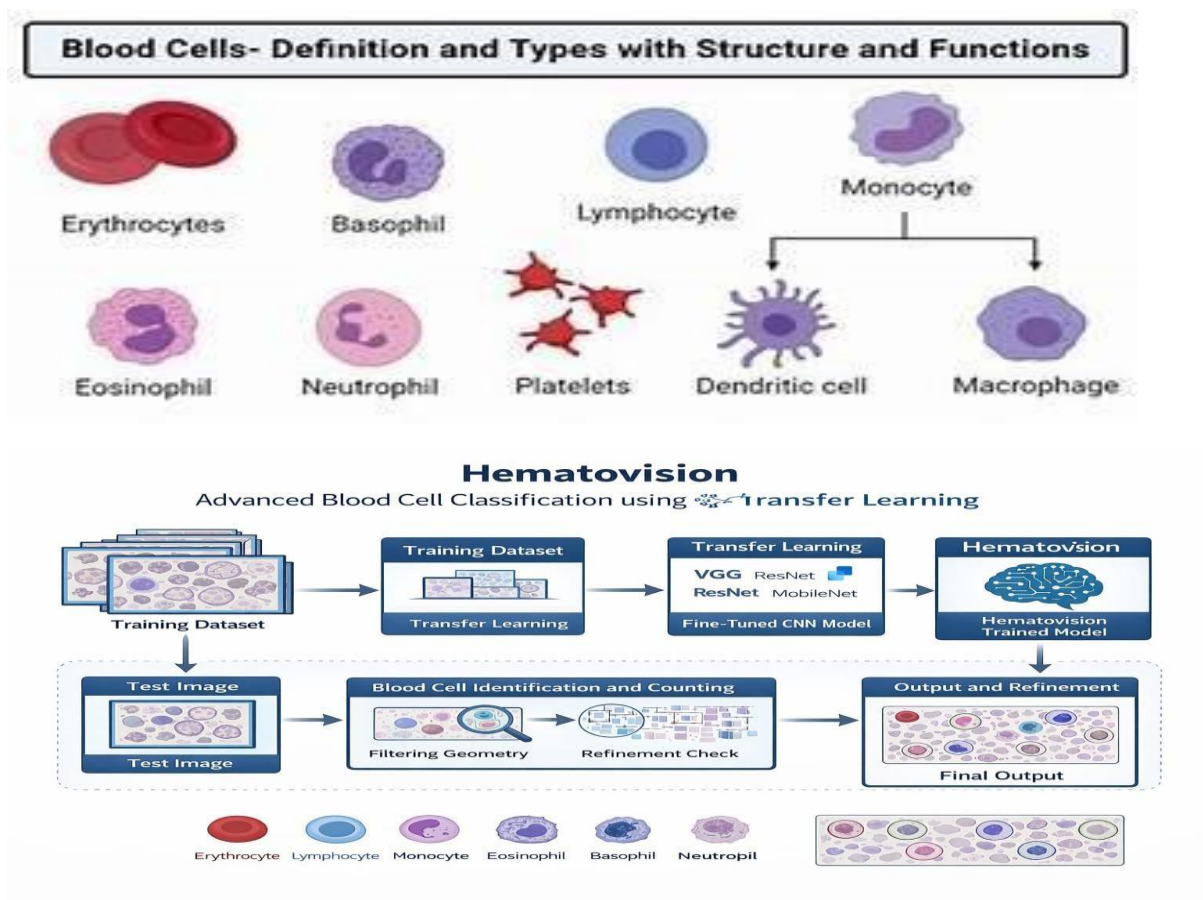 Blood Cells- Definition and Types with Structure and Functions
Erythrocytes
Basophil
Lymphocyte
Monocyte
Eosinophil
Neutrophil
Platelets
Dendritic cell
Macrophage
Hematovision
Advanced Blood Cell Classification using Transfer Learning
Training Dataset
Training Dataset
Transfer Learning
Transfer Learning
VGG ResNet
ResNet MobileNet
Fine-Tuned CNN Model
Hematovision
Hematovision
Trained Model
Test Image
Test Image
Blood Cell Identification and Counting
Filtering Geometry
Refinement Check
Output and Refinement
Final Output
Erythrocyte
Lymphocyte
Monocyte
Eosinophil
Basophil
Neutropil